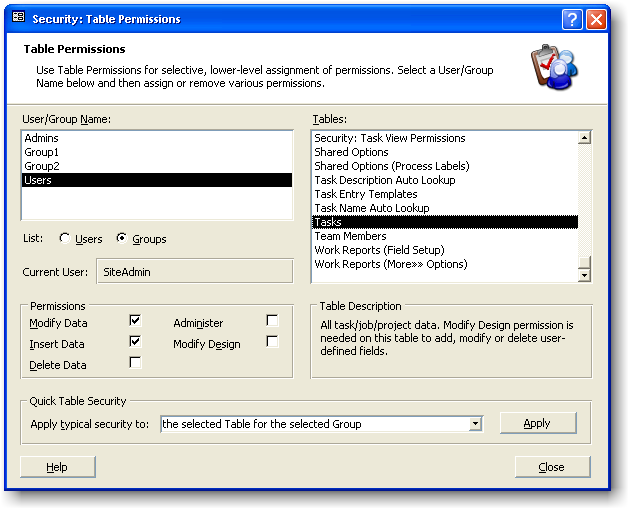 Security: Table Permissions
Table Permissions
Use Table Permissions for selective, lower-level assignment of permissions. Select a User/Group
Name below and then assign or remove various permissions.
User/Group Name:
Admins
Group1
Group2
Users
List:
Users
Groups
Current User:
SiteAdmin
Tables:
Security: Task View Permissions
Shared Options
Shared Options (Process Labels)
Task Description Auto Lookup
Task Entry Templates
Task Name Auto Lookup
Tasks
Team Members
Work Reports (Field Setup)
Work Reports (More»» Options)
Permissions
Modify Data
Administer
Insert Data
Modify Design
Delete Data
Table Description
All task/job/project data. Modify Design permission is
needed on this table to add, modify or delete user-
defined fields.
Quick Table Security
Apply typical security to:
the selected Table for the selected Group
Apply
Help
Close